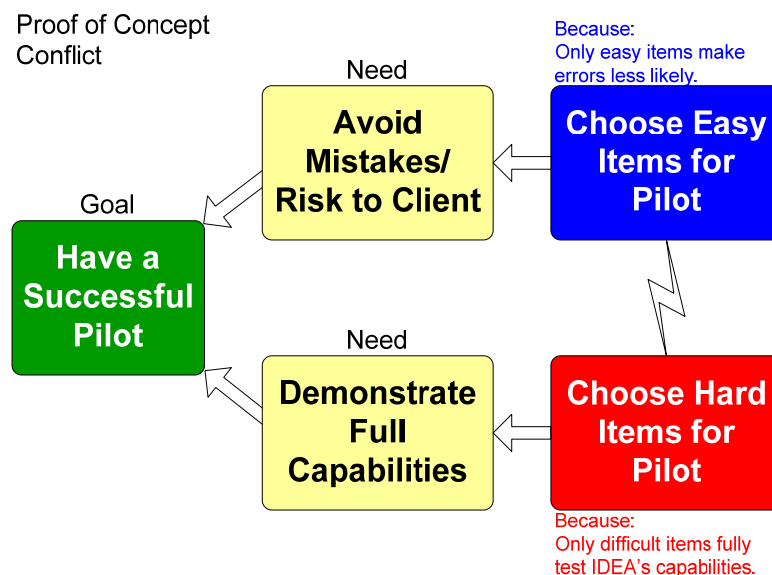 Proof of Concept
Conflict
Because:
Only easy items make
errors less likely.
Need
Avoid
Mistakes/
Risk to Client
Choose Easy
Items for
Pilot
Goal
Have a
Successful
Pilot
Need
Demonstrate
Full
Capabilities
Choose Hard
Items for
Pilot
Because:
Only difficult items fully
test IDEA's capabilities.